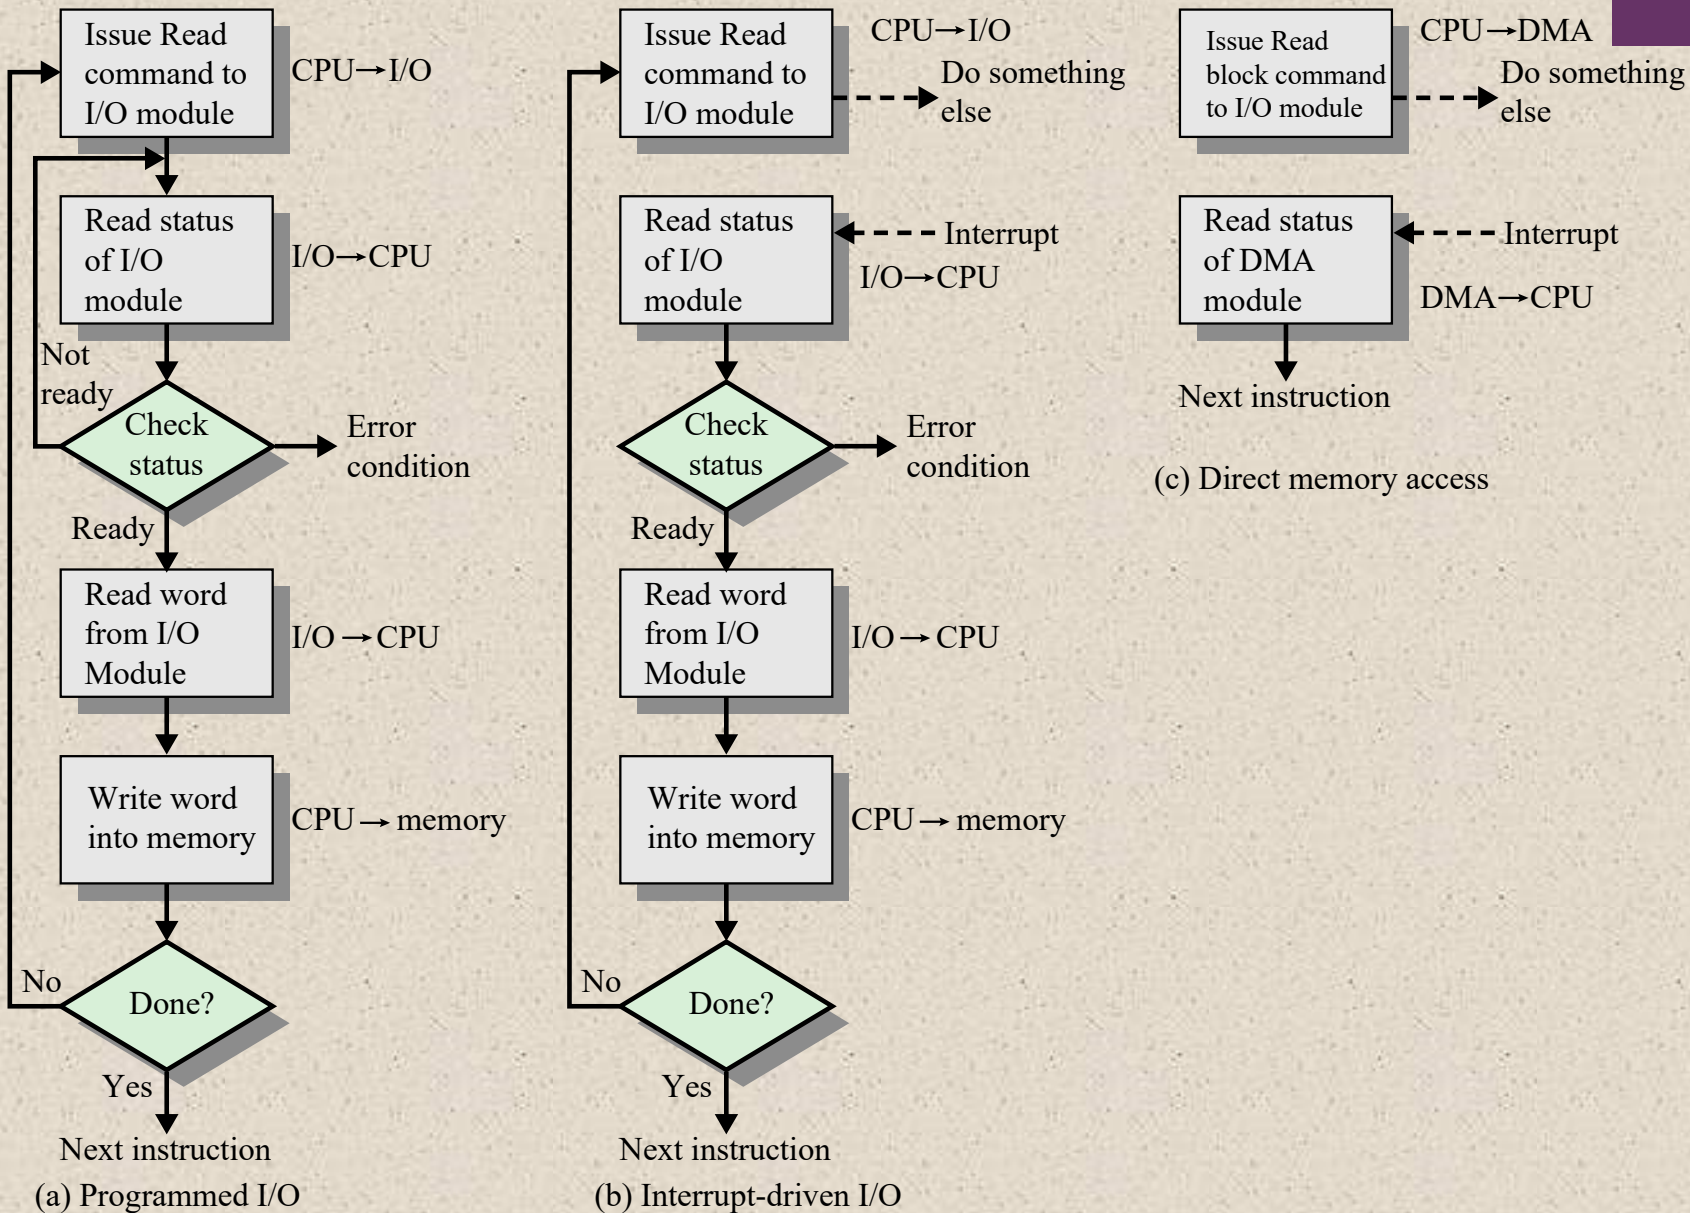 Issue Read
command to
I/O module
CPU→I/O
Read status
of I/O
module
I/O→CPU
Not
ready
Check
status
Error
condition
Ready
Read word
from I/O
Module
I/O → CPU
Write word
into memory
CPU → memory
No
Done?
Yes
Next instruction
(a) Programmed I/O
Issue Read
command to
I/O module
CPU→I/O
Do something
else
Read status
of I/O
module
Interrupt
I/O→CPU
Check
status
Error
condition
Ready
Read word
from I/O
Module
I/O → CPU
Write word
into memory
CPU → memory
No
Done?
Yes
Next instruction
(b) Interrupt-driven I/O
Issue Read
block command
to I/O module
CPU→DMA
Do something
else
Read status
of DMA
module
Interrupt
DMA→CPU
Next instruction
(c) Direct memory access